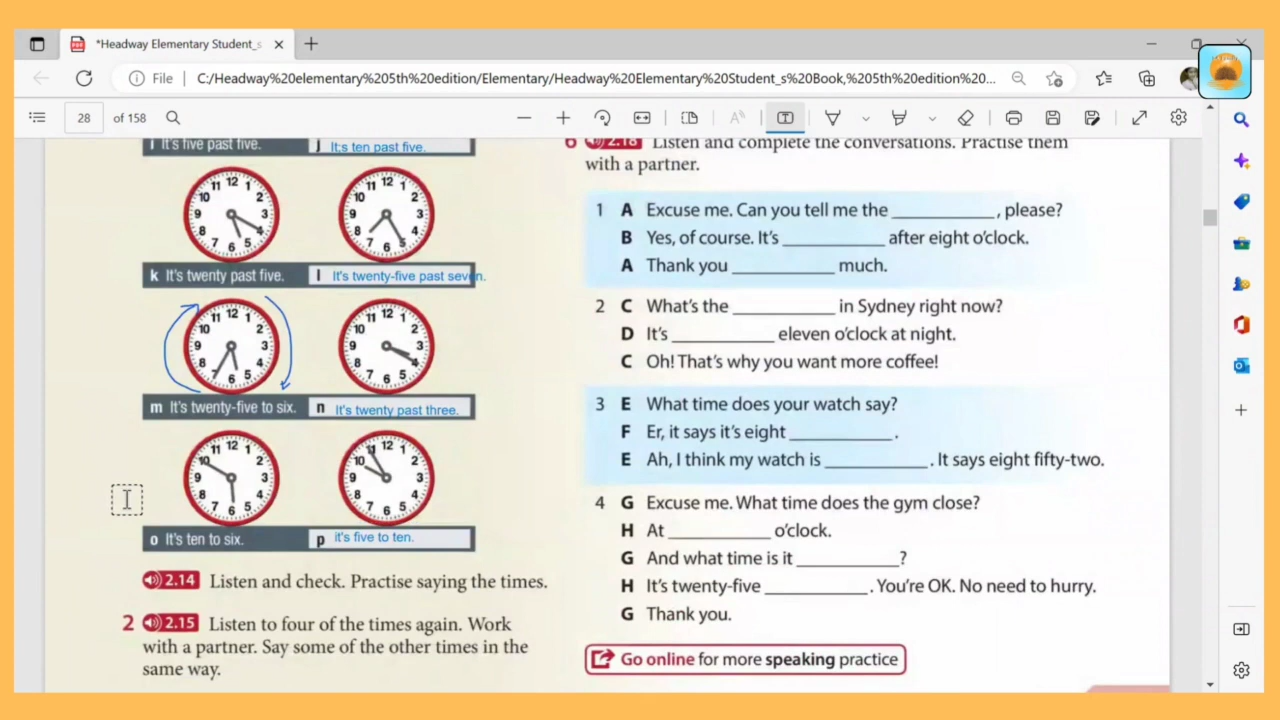 *Headway Elementary Student_s
File
C:/Headway%20elementary%205th%20edition/Elementary/Headway%20Elementary%20Student_s%20Book,%205th%20edition%20...
28 of 158
i It's five past five.
j It;s ten past five.
k It's twenty past five.
l It's twenty-five past seven.
m It's twenty-five to six.
n It's twenty past three.
o It's ten to six.
p it's five to ten.
2.14 Listen and check. Practise saying the times.
2 2.15 Listen to four of the times again. Work
with a partner. Say some of the other times in the
same way.
6 2.18 Listen and complete the conversations. Practise them
with a partner.
1 A Excuse me. Can you tell me the ___________, please?
B Yes, of course. It's ___________ after eight o'clock.
A Thank you ___________ much.
2 C What's the ___________ in Sydney right now?
D It's ___________ eleven o'clock at night.
C Oh! That's why you want more coffee!
3 E What time does your watch say?
F Er, it says it's eight ___________.
E Ah, I think my watch is ___________. It says eight fifty-two.
4 G Excuse me. What time does the gym close?
H At ___________ o'clock.
G And what time is it ___________?
H It's twenty-five ___________. You're OK. No need to hurry.
G Thank you.
Go online for more speaking practice